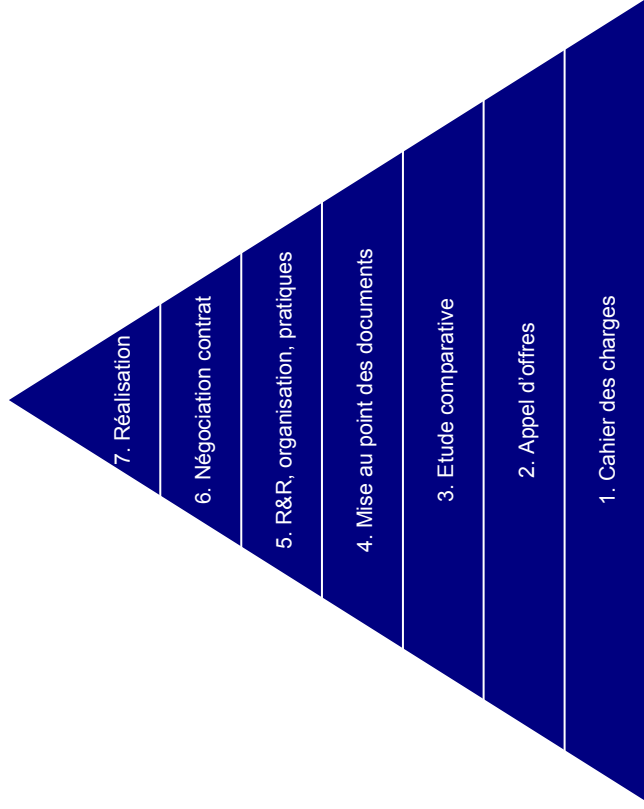 7. Réalisation
6. Négociation contrat
5. R&R, organisation, pratiques
4. Mise au point des documents
3. Etude comparative
2. Appel d’offres
1. Cahier des charges